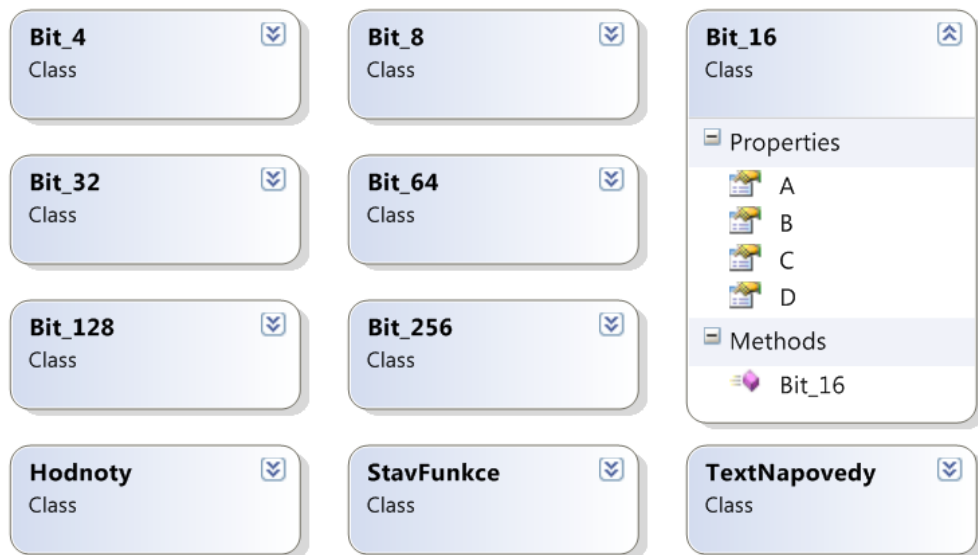 Bit_4
Class
Bit_8
Class
Bit_16
Class
Properties
A
B
C
D
Methods
Bit_16
Bit_32
Class
Bit_64
Class
Bit_128
Class
Bit_256
Class
Hodnoty
Class
StavFunkce
Class
TextNapovedy
Class